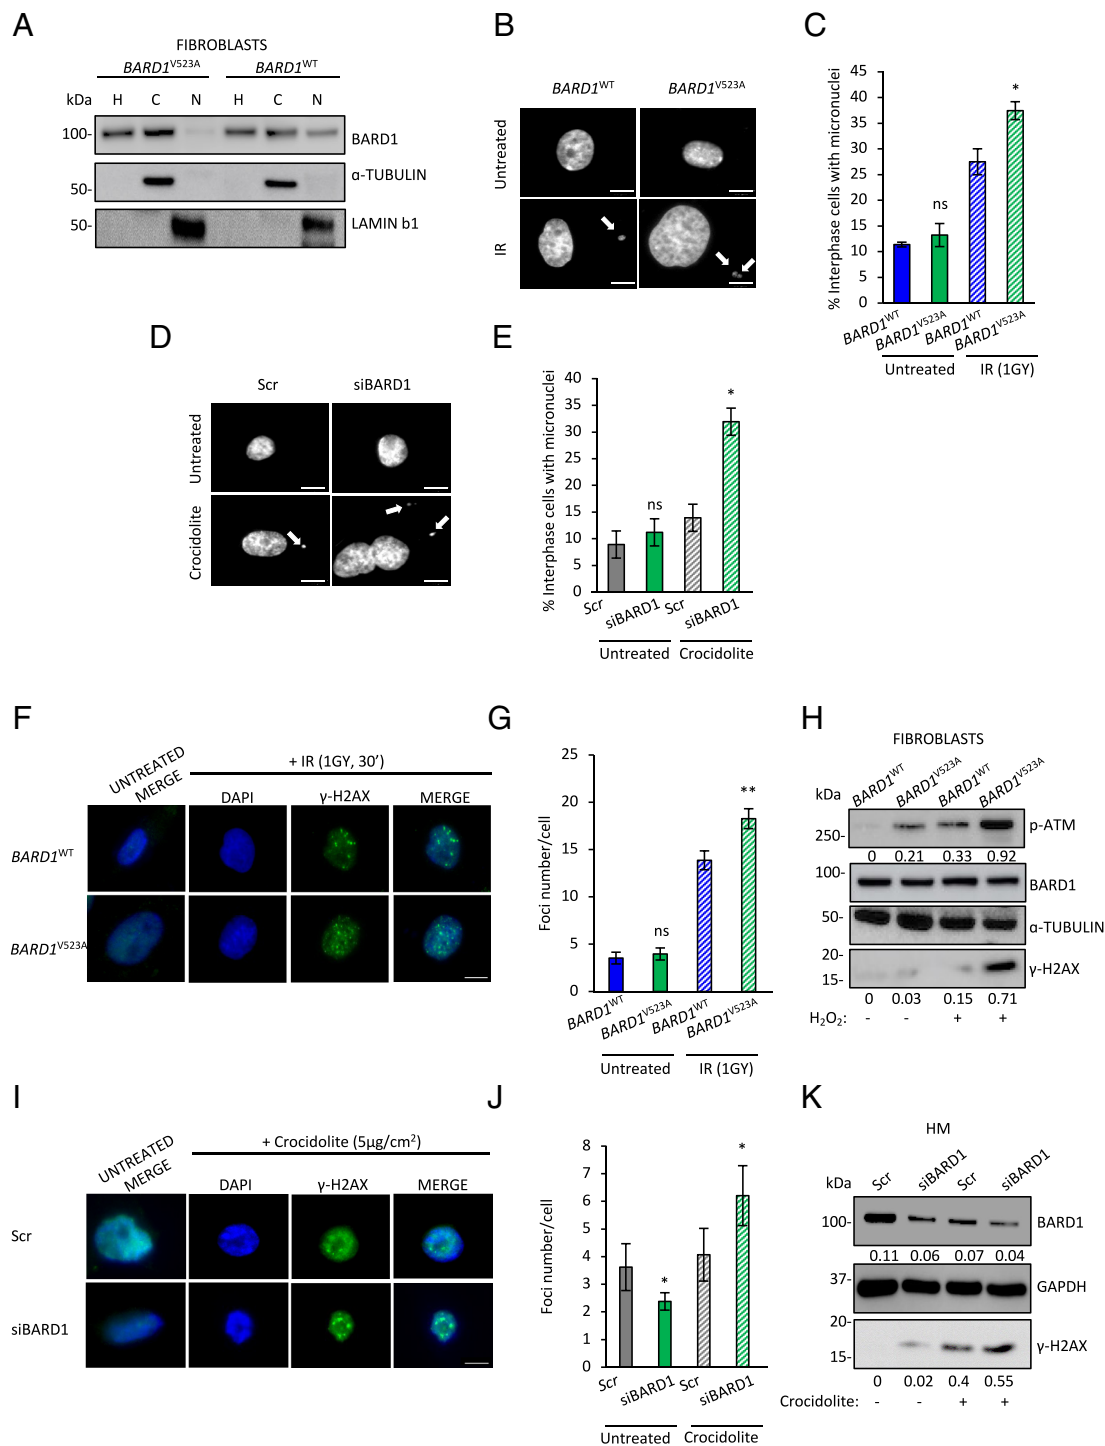 A
FIBROBLASTS
BARD1V523A BARD1WT
kDa H C N H C N
100- BARD1
50- α-TUBULIN
50- LAMIN b1
B
BARD1WT BARD1V523A
Untreated
IR
C
% Interphase cells with micronuclei
45
40
35
30
25
20
15
10
5
0
ns
*
BARD1WT BARD1V523A BARD1WT BARD1V523A
Untreated IR (1GY)
D
Scr siBARD1
Untreated
Crocidolite
E
% Interphase cells with micronuclei
40
35
30
25
20
15
10
5
0
ns
*
Scr siBARD1 Scr siBARD1
Untreated Crocidolite
F
UNTREATED
MERGE
+ IR (1GY, 30’)
DAPI γ-H2AX MERGE
BARD1WT
BARD1V523A
G
Foci number/cell
25
20
15
10
5
0
ns
**
BARD1WT BARD1V523A BARD1WT BARD1V523A
Untreated IR (1GY)
H
FIBROBLASTS
BARD1WT BARD1V523A BARD1WT BARD1V523A
kDa
250- p-ATM
0 0.21 0.33 0.92
100- BARD1
50- α-TUBULIN
20-
15- γ-H2AX
0 0.03 0.15 0.71
H2O2: - - + +
I
UNTREATED
MERGE
+ Crocidolite (5μg/cm2)
DAPI γ-H2AX MERGE
Scr
siBARD1
J
Foci number/cell
8
7
6
5
4
3
2
1
0
*
*
Scr siBARD1 Scr siBARD1
Untreated Crocidolite
K
HM
Scr siBARD1 Scr siBARD1
kDa
100- BARD1
0.11 0.06 0.07 0.04
37- GAPDH
20-
15- γ-H2AX
0 0.02 0.4 0.55
Crocidolite: - - + +